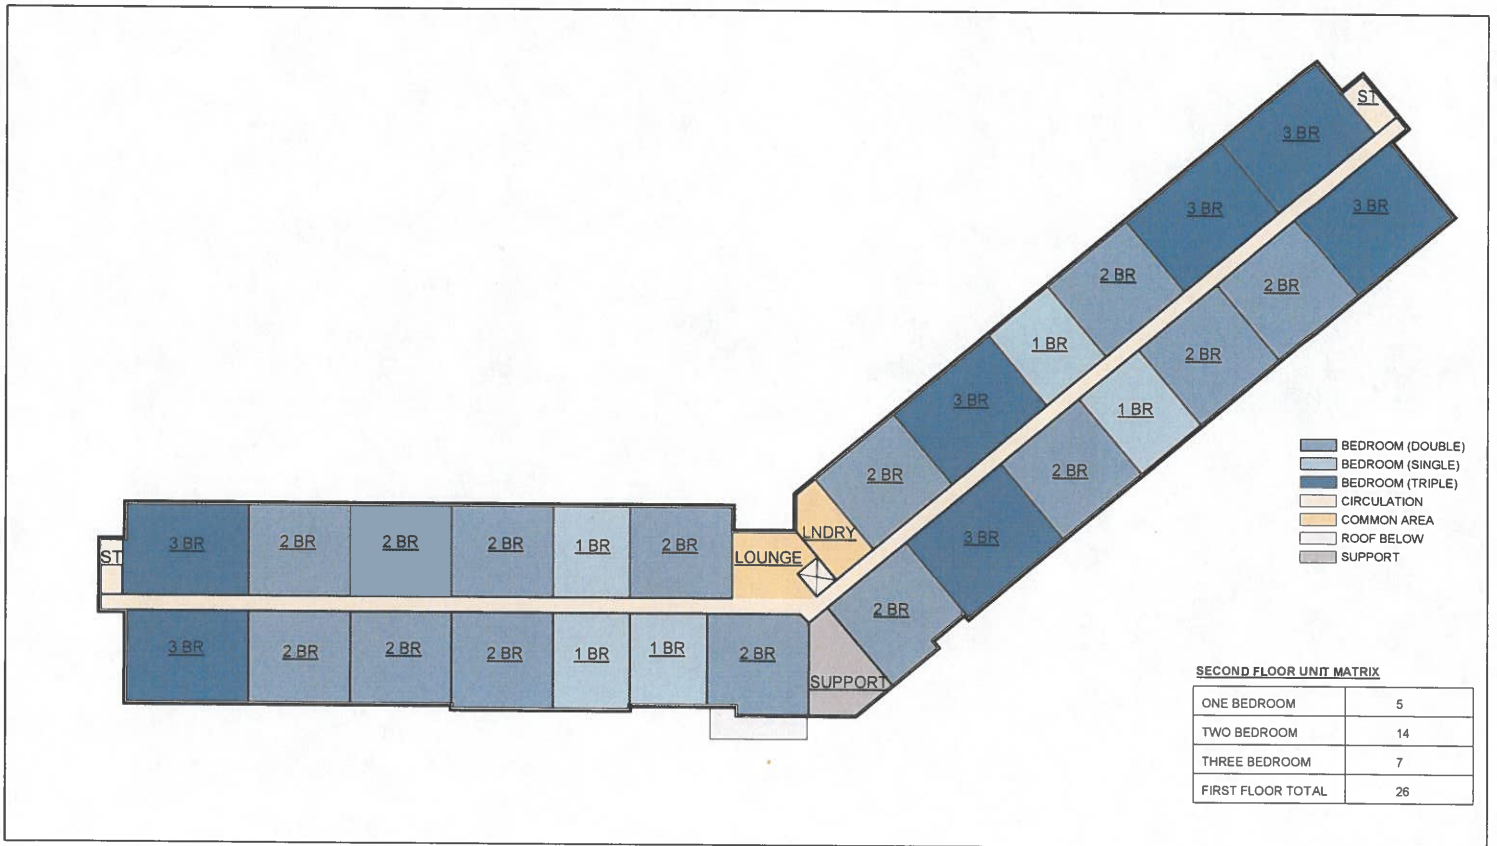 ST
3 BR
3 BR
3 BR
2 BR
2 BR
1 BR
2 BR
3 BR
1 BR
2 BR
2 BR
3 BR
2 BR
LNDRY
LOUNGE
ST
3 BR
2 BR
2 BR
2 BR
1 BR
2 BR
2 BR
3 BR
2 BR
2 BR
2 BR
1 BR
1 BR
2 BR
SUPPORT
BEDROOM (DOUBLE)
BEDROOM (SINGLE)
BEDROOM (TRIPLE)
CIRCULATION
COMMON AREA
ROOF BELOW
SUPPORT
SECOND FLOOR UNIT MATRIX
ONE BEDROOM 5
TWO BEDROOM 14
THREE BEDROOM 7
FIRST FLOOR TOTAL 26